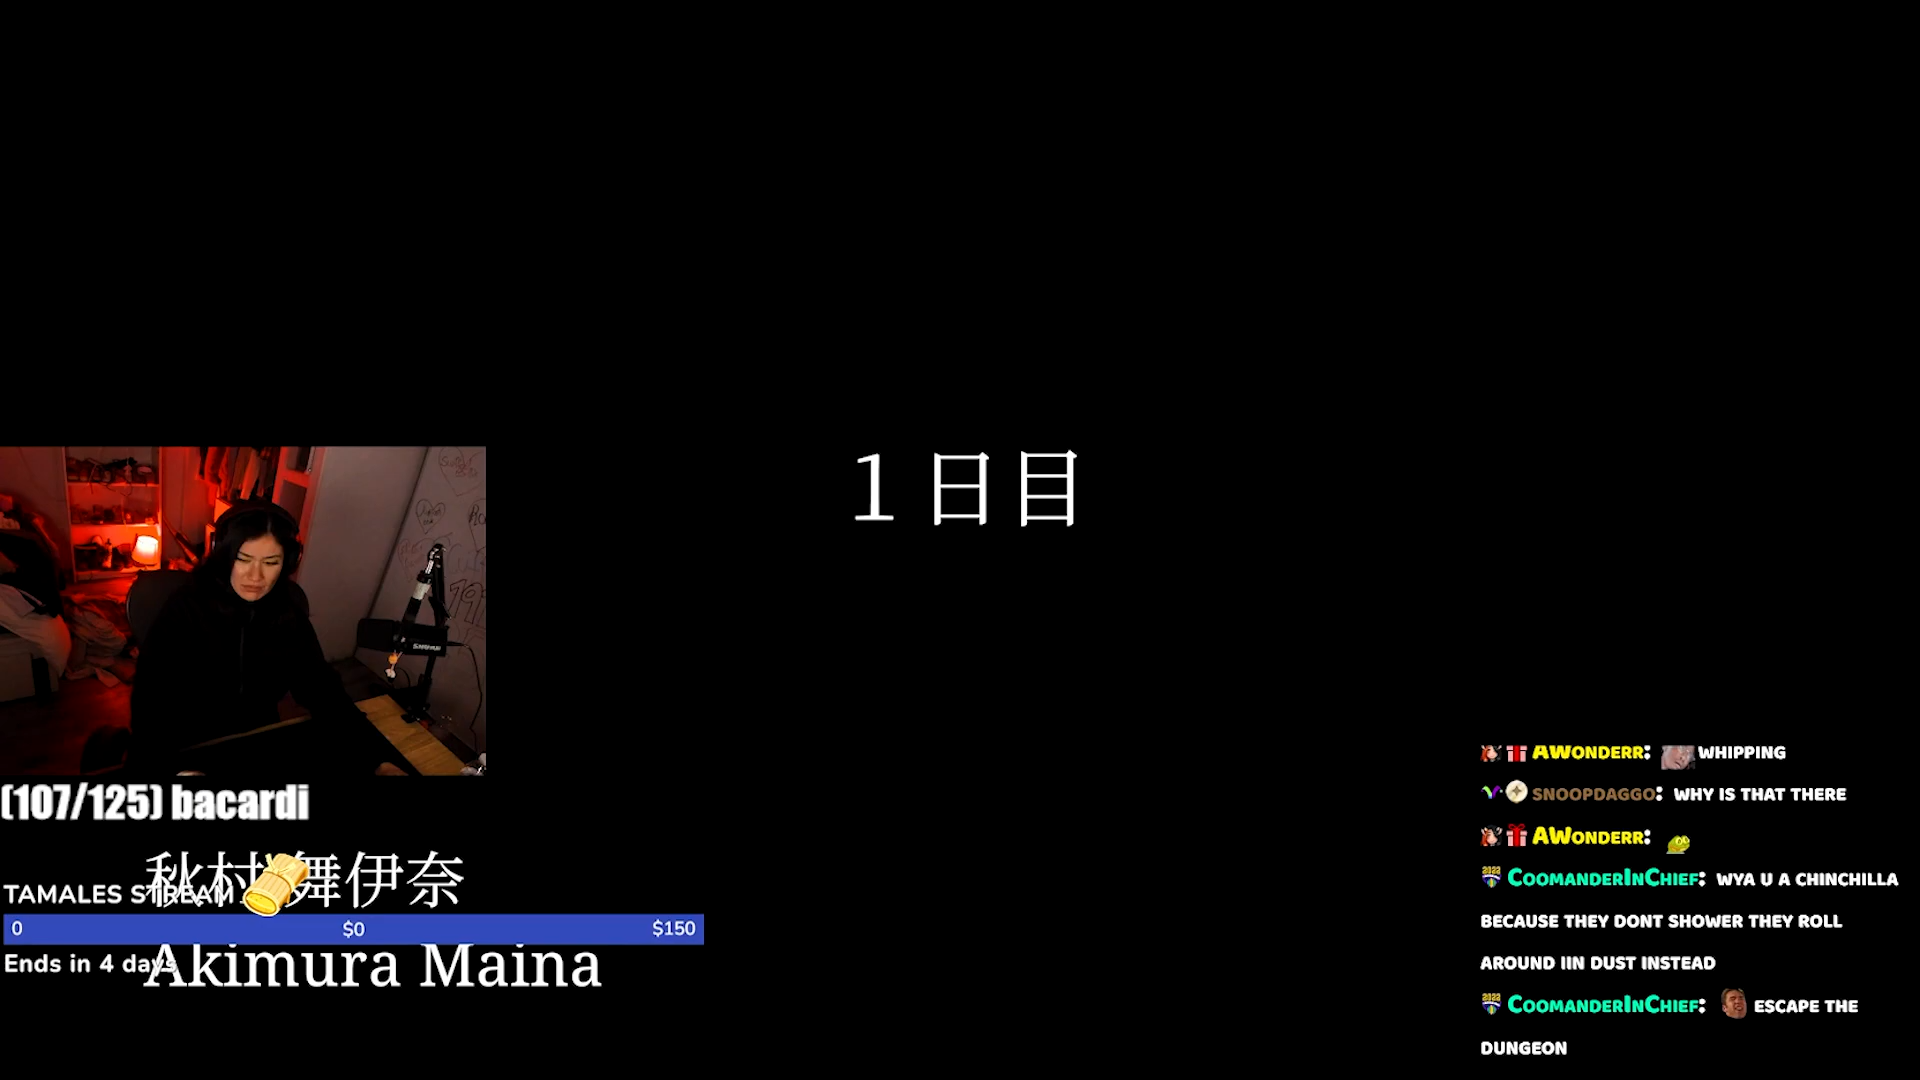 １日目
(107/125) bacardi
秋村 舞伊奈
TAMALES STREAM
0 $0 $150
Ends in 4 days
Akimura Maina
AWonderr: WHIPPING
SNOOPDAGGO: WHY IS THAT THERE
AWonderr:
CoomanderInChief: WYA U A CHINCHILLA
BECAUSE THEY DONT SHOWER THEY ROLL
AROUND IIN DUST INSTEAD
CoomanderInChief: ESCAPE THE
DUNGEON